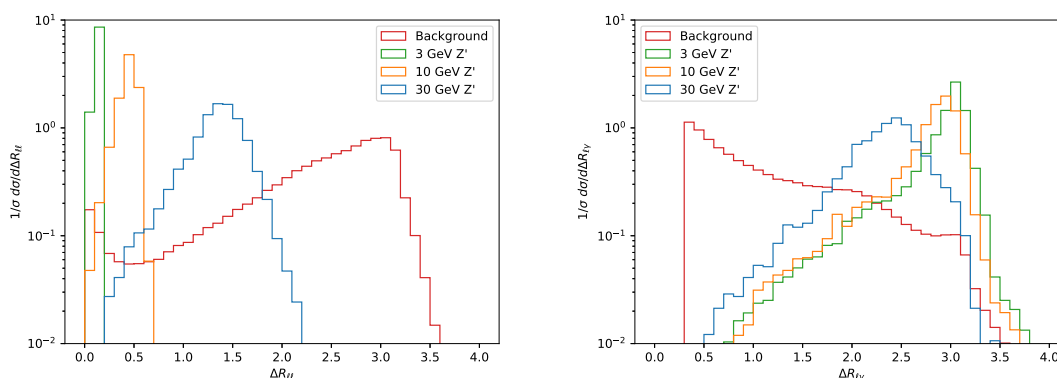 10¹
10⁰
10⁻¹
10⁻²
1/σ dσ/dΔR_ℓℓ
Background
3 GeV Z'
10 GeV Z'
30 GeV Z'
0.0 0.5 1.0 1.5 2.0 2.5 3.0 3.5 4.0
ΔR_ℓℓ
10¹
10⁰
10⁻¹
10⁻²
1/σ dσ/dΔR_ℓγ
Background
3 GeV Z'
10 GeV Z'
30 GeV Z'
0.0 0.5 1.0 1.5 2.0 2.5 3.0 3.5 4.0
ΔR_ℓγ